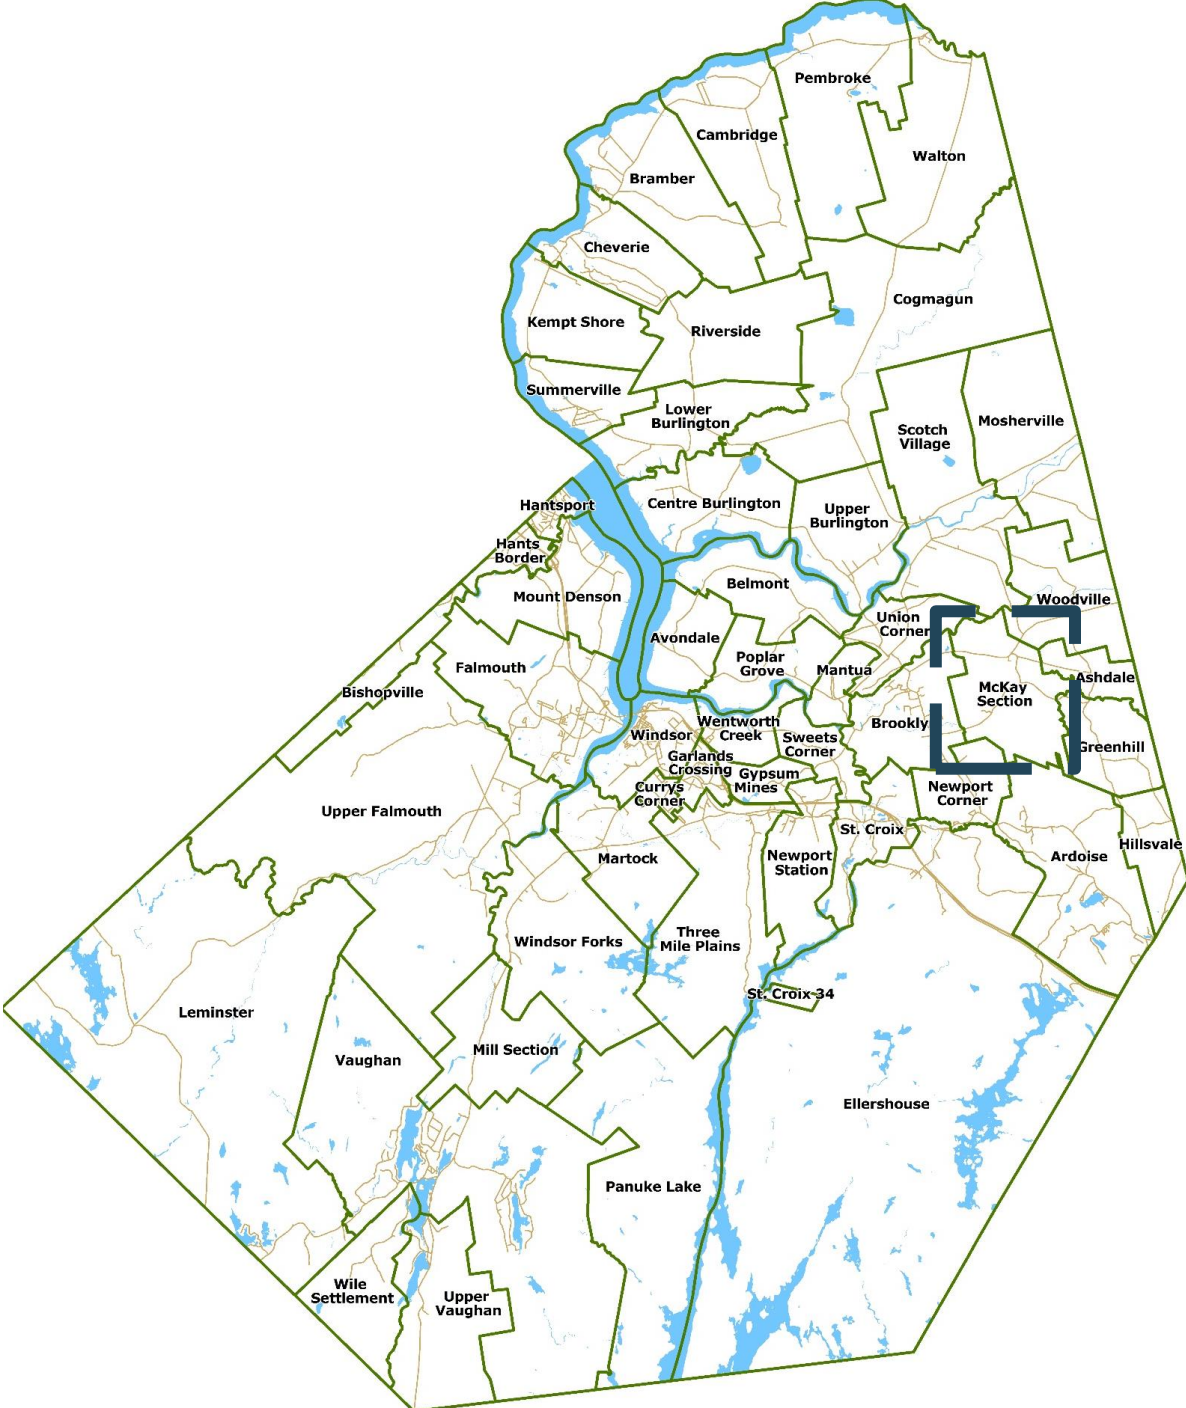 Pembroke
Cambridge
Walton
Bramber
Cheverie
Cogmagun
Kempt Shore
Riverside
Summerville
Lower
Burlington
Mosherville
Scotch
Village
Hantsport
Centre Burlington
Upper
Burlington
Hants
Border
Mount Denson
Belmont
Woodville
Union
Corner
Avondale
Poplar
Grove
Mantua
Falmouth
Ashdale
Bishopville
McKay
Section
Brookly
Wentworth
Creek
Windsor
Sweets
Corner
Greenhill
Garlands
Crossing
Gypsum
Mines
Currys
Corner
Newport
Corner
Upper Falmouth
St. Croix
Hillsvale
Martock
Newport
Station
Ardoise
Three
Mile Plains
Windsor Forks
St. Croix 34
Leminster
Mill Section
Vaughan
Ellershouse
Panuke Lake
Wile
Settlement
Upper
Vaughan